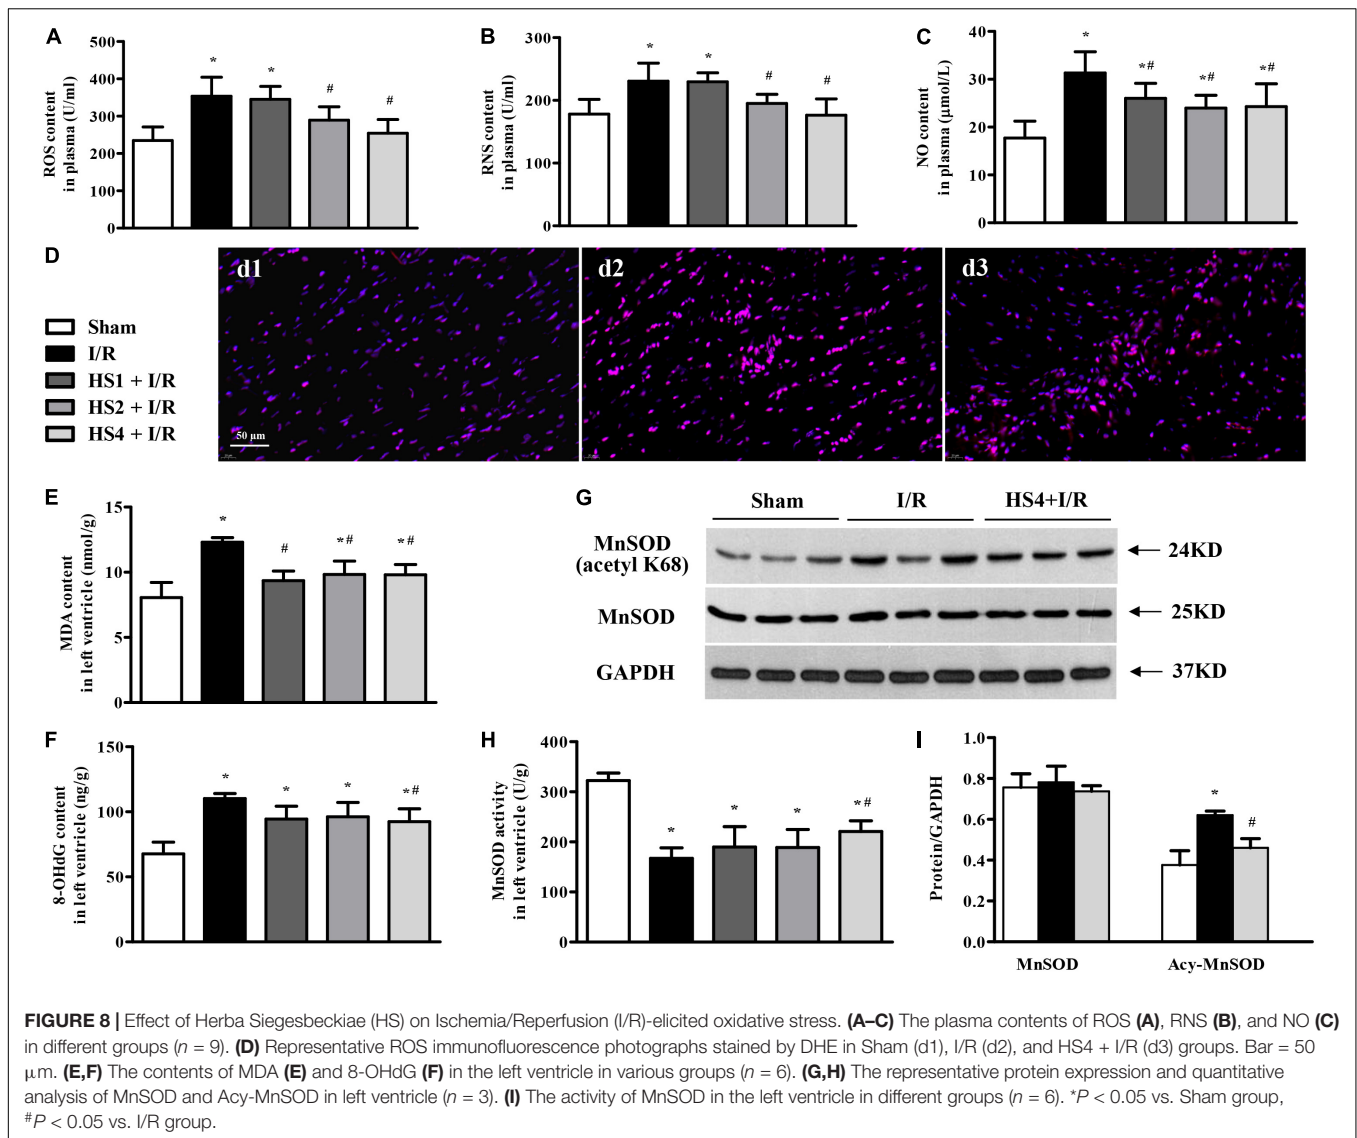 A
ROS content
in plasma (U/ml)
500
400
300
200
100
0
*
*
#
#
B
RNS content
in plasma (U/ml)
300
200
100
0
*
*
#
#
C
NO content
in plasma (μmol/L)
40
30
20
10
0
*
*#
*#
*#
D
Sham
I/R
HS1 + I/R
HS2 + I/R
HS4 + I/R
d1
50 μm
d2
d3
E
MDA content
in left ventricle (nmol/g)
15
10
5
0
*
#
*#
*#
G
Sham I/R HS4+I/R
MnSOD
(acetyl K68)
24KD
MnSOD
25KD
GAPDH
37KD
F
8-OHdG content
in left ventricle (ng/g)
150
100
50
0
*
*
*
*#
H
MnSOD activity
in left ventricle (U/g)
400
300
200
100
0
*
*
*
*#
I
Protein/GAPDH
1.0
0.8
0.6
0.4
0.2
0.0
*
#
MnSOD Acy-MnSOD
FIGURE 8 | Effect of Herba Siegesbeckiae (HS) on Ischemia/Reperfusion (I/R)-elicited oxidative stress. (A–C) The plasma contents of ROS (A), RNS (B), and NO (C)
in different groups (n = 9). (D) Representative ROS immunofluorescence photographs stained by DHE in Sham (d1), I/R (d2), and HS4 + I/R (d3) groups. Bar = 50
μm. (E,F) The contents of MDA (E) and 8-OHdG (F) in the left ventricle in various groups (n = 6). (G,H) The representative protein expression and quantitative
analysis of MnSOD and Acy-MnSOD in left ventricle (n = 3). (I) The activity of MnSOD in the left ventricle in different groups (n = 6). *P < 0.05 vs. Sham group,
#P < 0.05 vs. I/R group.